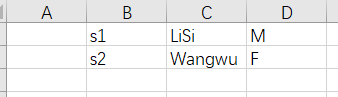 A B C D
s1 LiSi M
s2 Wangwu F